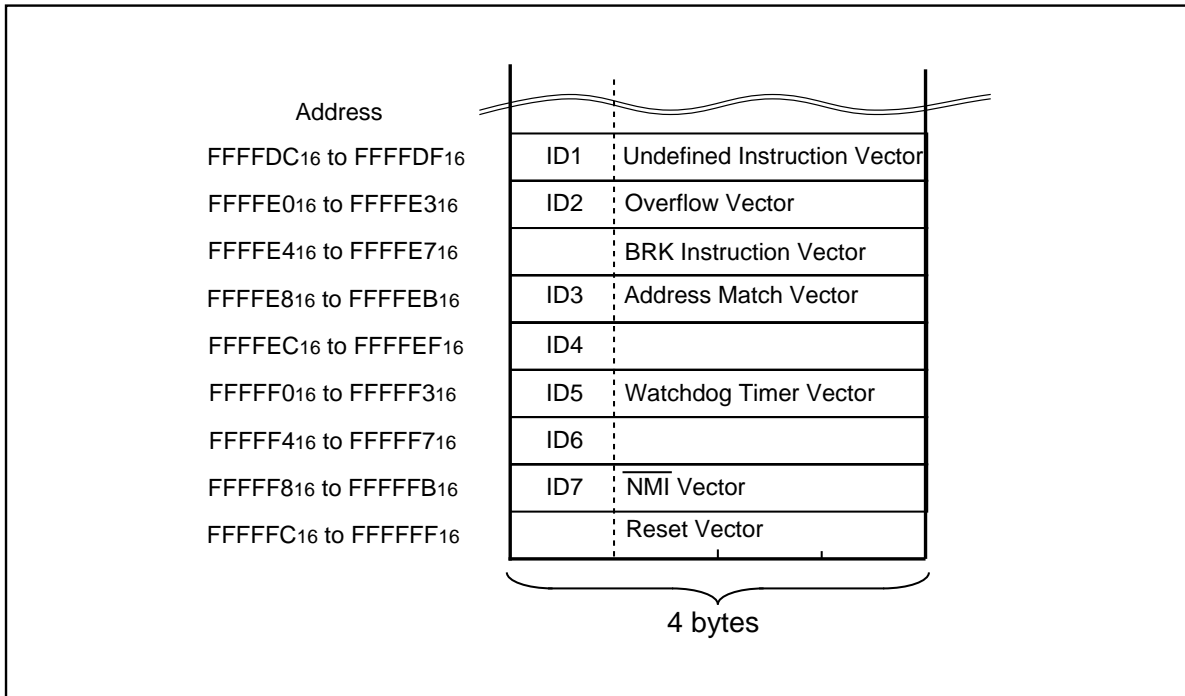 Address
FFFFDC16 to FFFFDF16 ID1 Undefined Instruction Vector
FFFFE016 to FFFFE316 ID2 Overflow Vector
FFFFE416 to FFFFE716 BRK Instruction Vector
FFFFE816 to FFFFEB16 ID3 Address Match Vector
FFFFEC16 to FFFFEF16 ID4
FFFFF016 to FFFFF316 ID5 Watchdog Timer Vector
FFFFF416 to FFFFF716 ID6
FFFFF816 to FFFFFB16 ID7 N̅M̅I̅ Vector
FFFFFC16 to FFFFFF16 Reset Vector
4 bytes